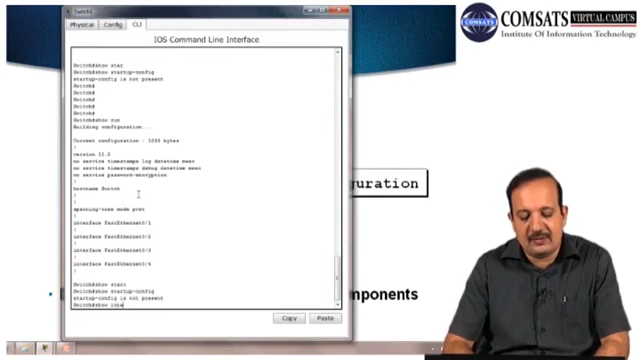 Switch1
Physical Config CLI
IOS Command Line Interface
Switch#show star
Switch#show startup-config
startup-config is not present
Switch#
Switch#
Switch#
Switch#
Switch#
Switch#show run
Building configuration...
Current configuration : 1080 bytes
!
version 12.2
no service timestamps log datetime msec
no service timestamps debug datetime msec
no service password-encryption
!
hostname Switch
!
!
spanning-tree mode pvst
!
interface FastEthernet0/1
!
interface FastEthernet0/2
!
interface FastEthernet0/3
!
interface FastEthernet0/4
!
Switch#show start
Switch#show startup-config
startup-config is not present
Switch#show inte
Copy Paste
COMSATS VIRTUAL CAMPUS
Institute Of Information Technology
guration
mponents